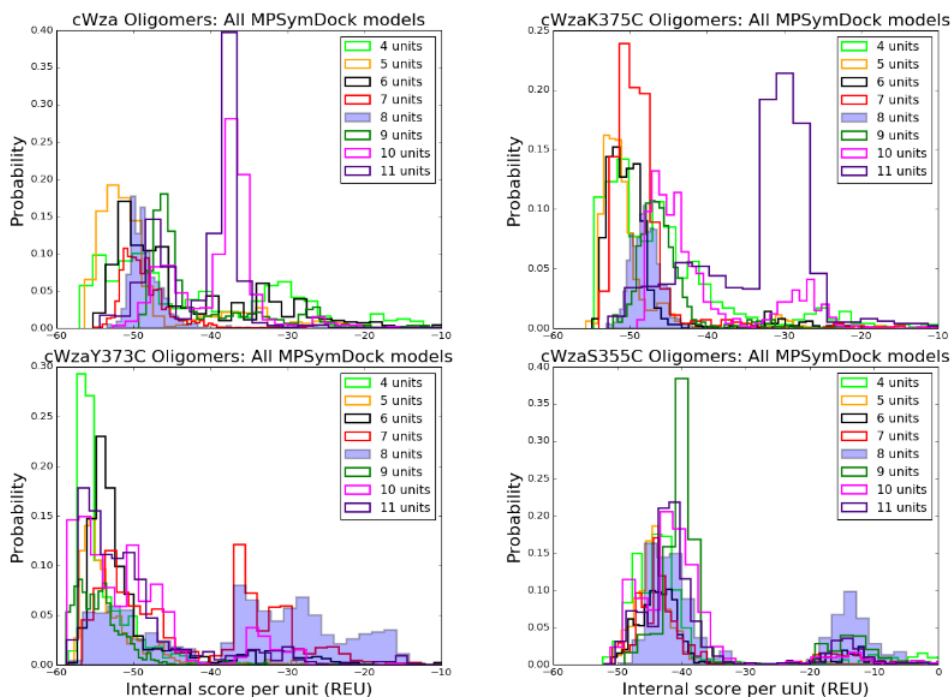 cWza Oligomers: All MPSymDock models
Probability
0.40
0.35
0.30
0.25
0.20
0.15
0.10
0.05
0.00
4 units
5 units
6 units
7 units
8 units
9 units
10 units
11 units
−60 −50 −40 −30 −20 −10
cWzaK375C Oligomers: All MPSymDock models
Probability
0.25
0.20
0.15
0.10
0.05
0.00
4 units
5 units
6 units
7 units
8 units
9 units
10 units
11 units
−60 −50 −40 −30 −20 −10
cWzaY373C Oligomers: All MPSymDock models
Probability
0.30
0.25
0.20
0.15
0.10
0.05
0.00
4 units
5 units
6 units
7 units
8 units
9 units
10 units
11 units
−60 −50 −40 −30 −20 −10
Internal score per unit (REU)
cWzaS355C Oligomers: All MPSymDock models
Probability
0.40
0.35
0.30
0.25
0.20
0.15
0.10
0.05
0.00
4 units
5 units
6 units
7 units
8 units
9 units
10 units
11 units
−60 −40 −20 0
Internal score per unit (REU)